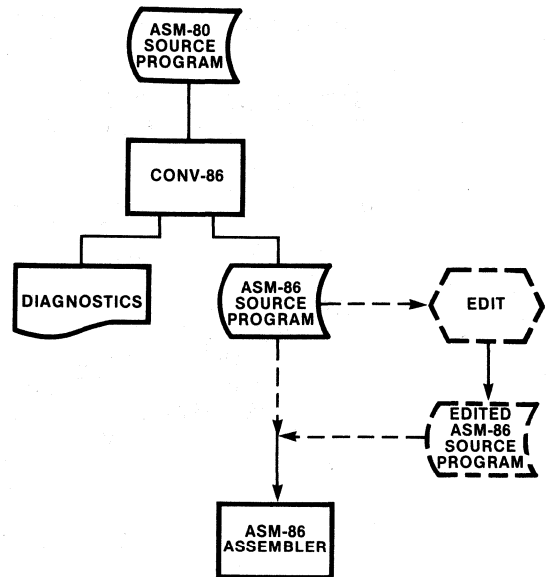 ASM-80
SOURCE
PROGRAM
CONV-86
DIAGNOSTICS
ASM-86
SOURCE
PROGRAM
EDIT
EDITED
ASM-86
SOURCE
PROGRAM
ASM-86
ASSEMBLER